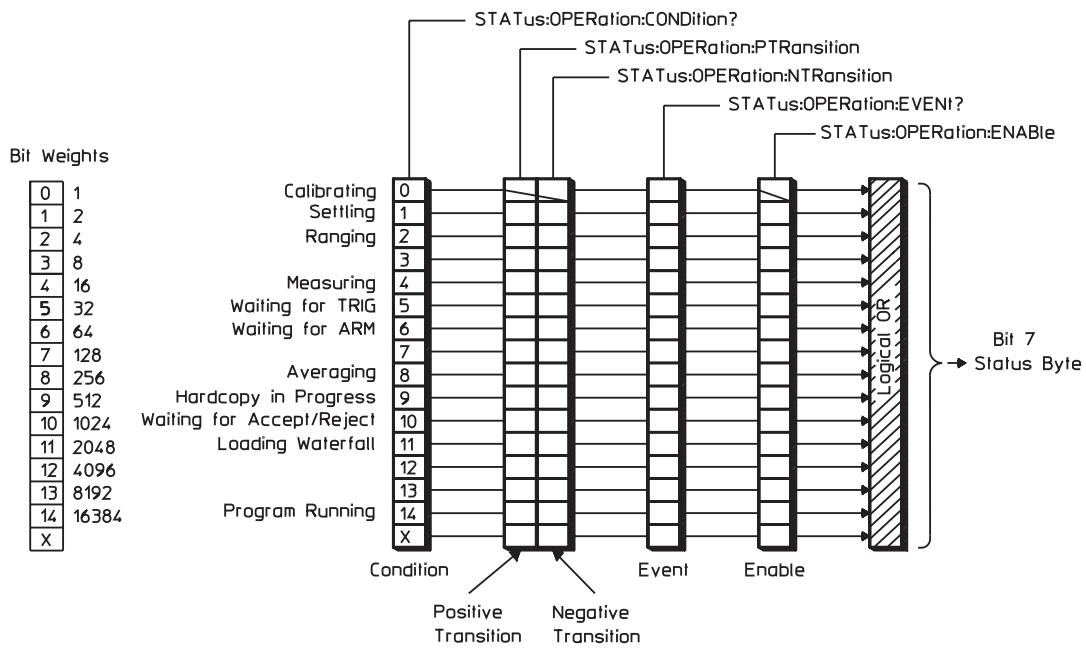 STATus:OPERation:CONDition?
STATus:OPERation:PTRansition
STATus:OPERation:NTRansition
STATus:OPERation:EVENt?
STATus:OPERation:ENABle
Bit Weights
0 1
1 2
2 4
3 8
4 16
5 32
6 64
7 128
8 256
9 512
10 1024
11 2048
12 4096
13 8192
14 16384
X
Calibrating 0
Settling 1
Ranging 2
3
Measuring 4
Waiting for TRIG 5
Waiting for ARM 6
7
Averaging 8
Hardcopy in Progress 9
Waiting for Accept/Reject 10
Loading Waterfall 11
12
13
Program Running 14
X
Logical OR
Bit 7
Status Byte
Condition
Event
Enable
Positive
Transition
Negative
Transition